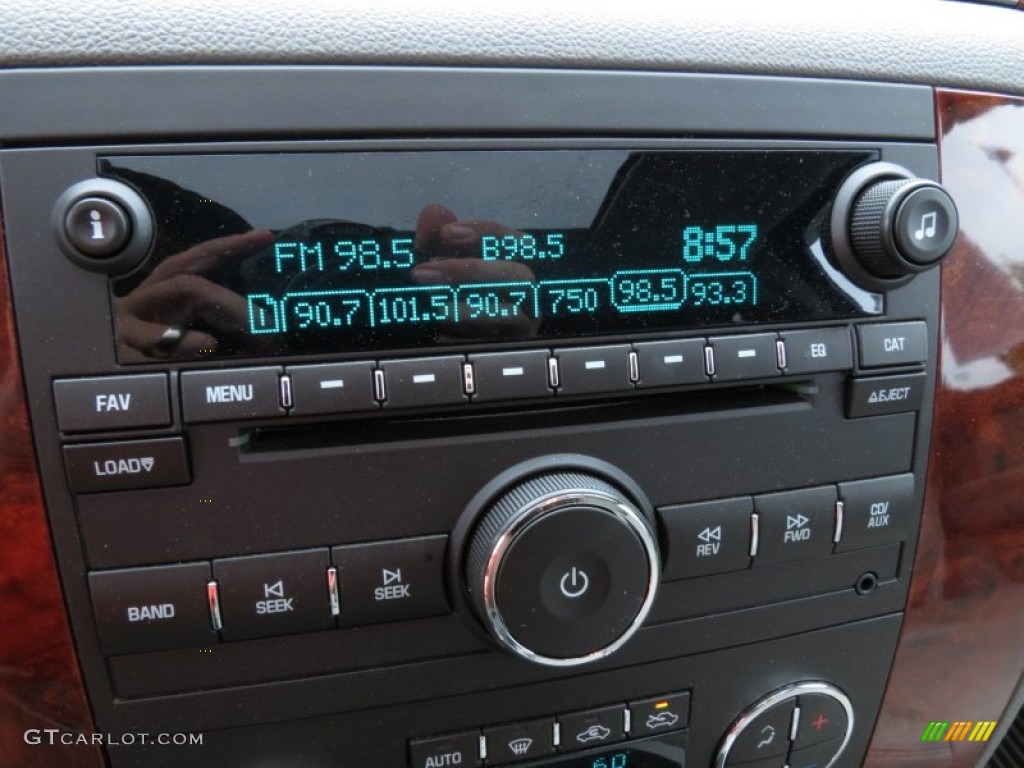 i
FM 98.5 B98.5 8:57
90.7 101.5 90.7 750 98.5 93.3
FAV MENU EQ CAT
EJECT
LOAD
REV FWD CD/
AUX
BAND SEEK SEEK
AUTO
GTCARLOT.COM